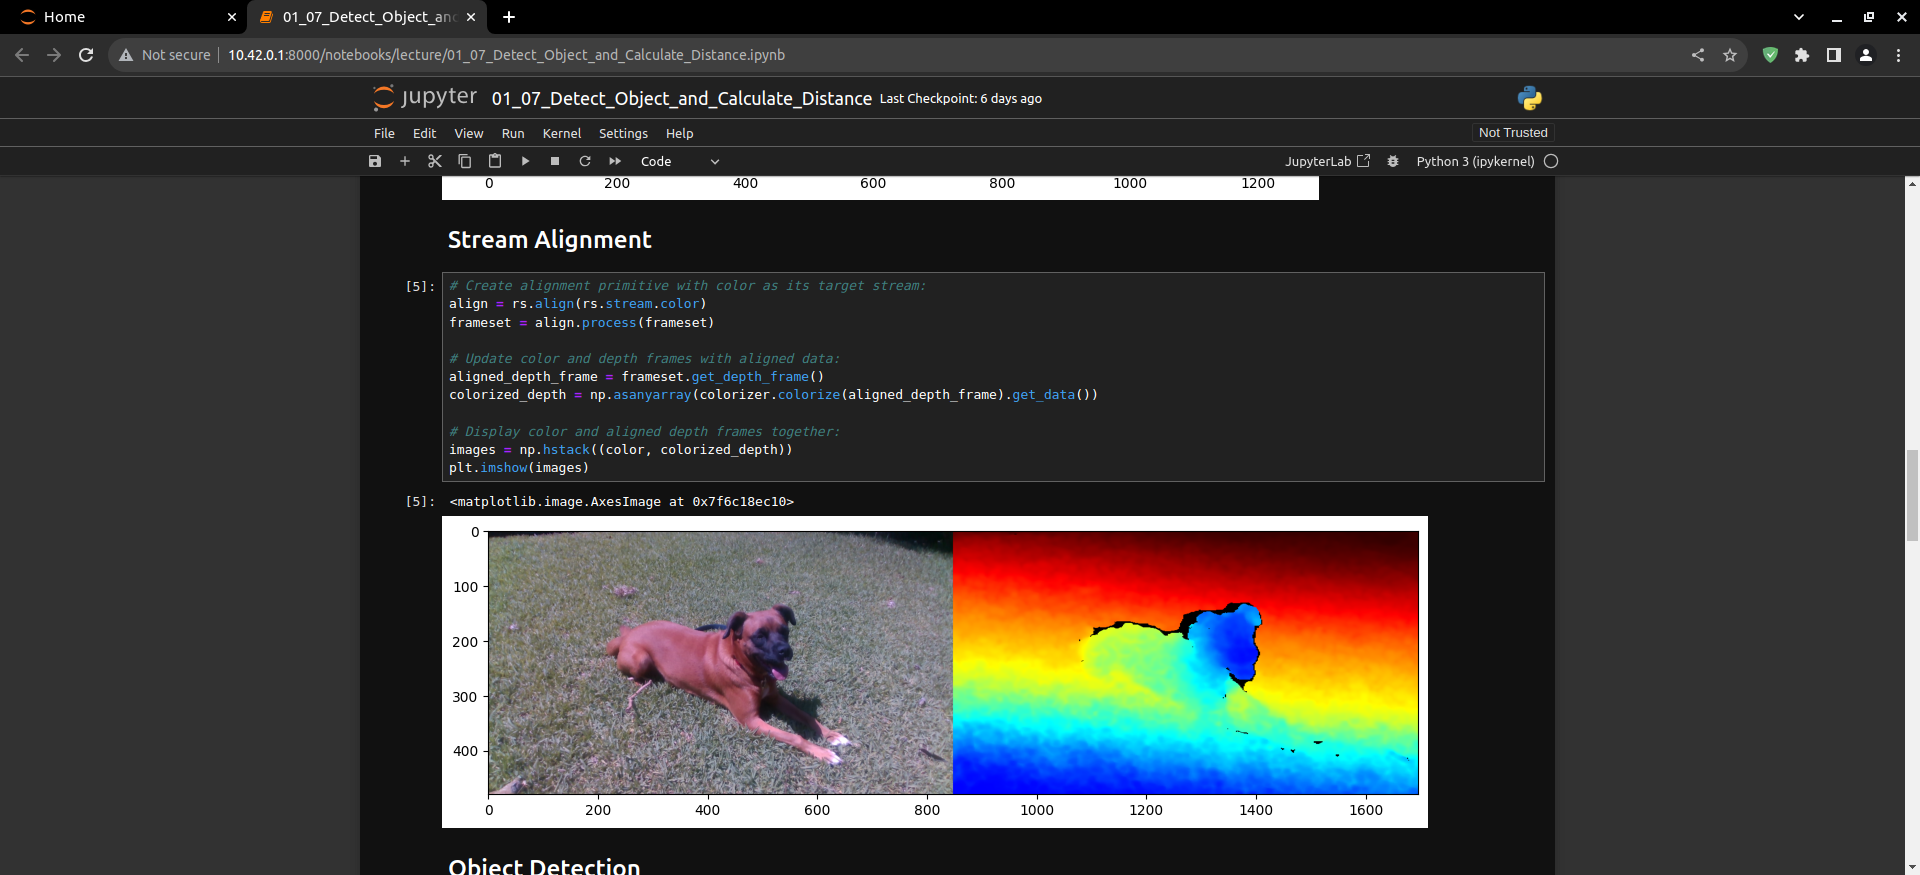 Home
01_07_Detect_Object_and
Not secure
10.42.0.1:8000/notebooks/lecture/01_07_Detect_Object_and_Calculate_Distance.ipynb
jupyter
01_07_Detect_Object_and_Calculate_Distance
Last Checkpoint: 6 days ago
File Edit View Run Kernel Settings Help
Not Trusted
Code
JupyterLab
Python 3 (ipykernel)
0 200 400 600 800 1000 1200
Stream Alignment
[5]:
# Create alignment primitive with color as its target stream:
align = rs.align(rs.stream.color)
frameset = align.process(frameset)
# Update color and depth frames with aligned data:
aligned_depth_frame = frameset.get_depth_frame()
colorized_depth = np.asanyarray(colorizer.colorize(aligned_depth_frame).get_data())
# Display color and aligned depth frames together:
images = np.hstack((color, colorized_depth))
plt.imshow(images)
[5]:
<matplotlib.image.AxesImage at 0x7f6c18ec10>
0
100
200
300
400
0 200 400 600 800 1000 1200 1400 1600
Object Detection